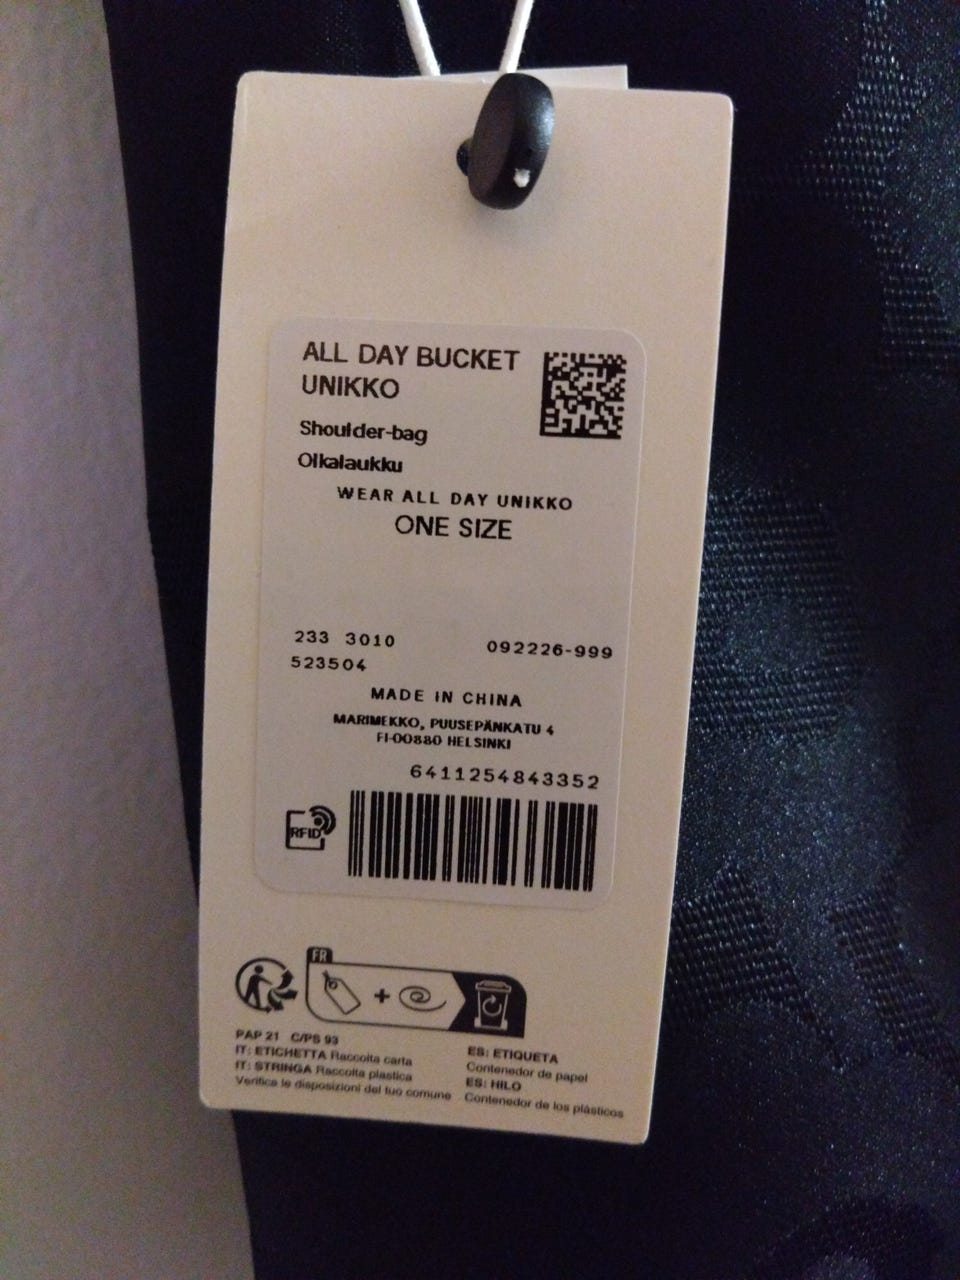 ALL DAY BUCKET
UNIKKO
Shoulder-bag
Olkalaukku
WEAR ALL DAY UNIKKO
ONE SIZE
233 3010
092226-999
523504
MADE IN CHINA
MARIMEKKO, PUUSEPÄNKATU 4
FI-00880 HELSINKI
6411254843352
RFID
FR
PAP 21 C/PS 93
IT: ETICHETTA Raccolta carta
IT: STRINGA Raccolta plastica
Verifica le disposizioni del tuo comune
ES: ETIQUETA
Contenedor de papel
ES: HILO
Contenedor de los plásticos